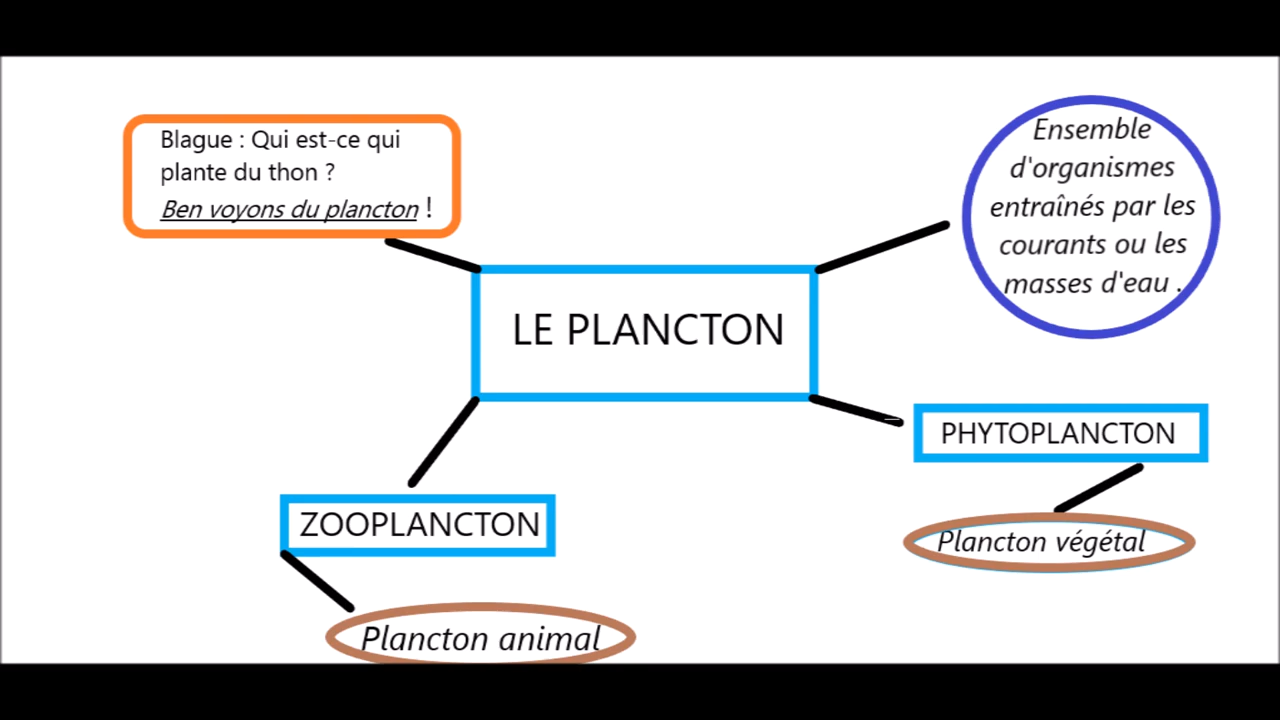 Blague : Qui est-ce qui
plante du thon ?
Ben voyons du plancton !
Ensemble
d'organismes
entraînés par les
courants ou les
masses d'eau .
LE PLANCTON
PHYTOPLANCTON
Plancton végétal
ZOOPLANCTON
Plancton animal